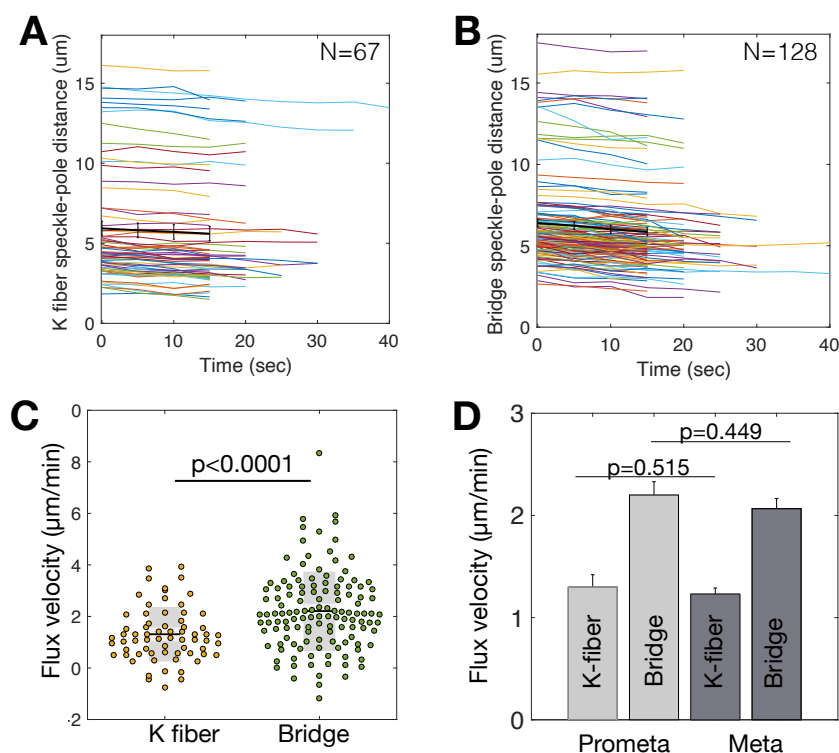 A
K fiber speckle-pole distance (um)
15
10
5
0
N=67
0 10 20 30 40
Time (sec)
B
Bridge speckle-pole distance (um)
15
10
5
0
N=128
0 10 20 30 40
Time (sec)
C
Flux velocity (µm/min)
0
8
6
4
2
0
-2
p<0.0001
K fiber Bridge
D
Flux velocity (µm/min)
3
2
1
0
p=0.449
p=0.515
K-fiber
Bridge
K-fiber
Bridge
Prometa Meta